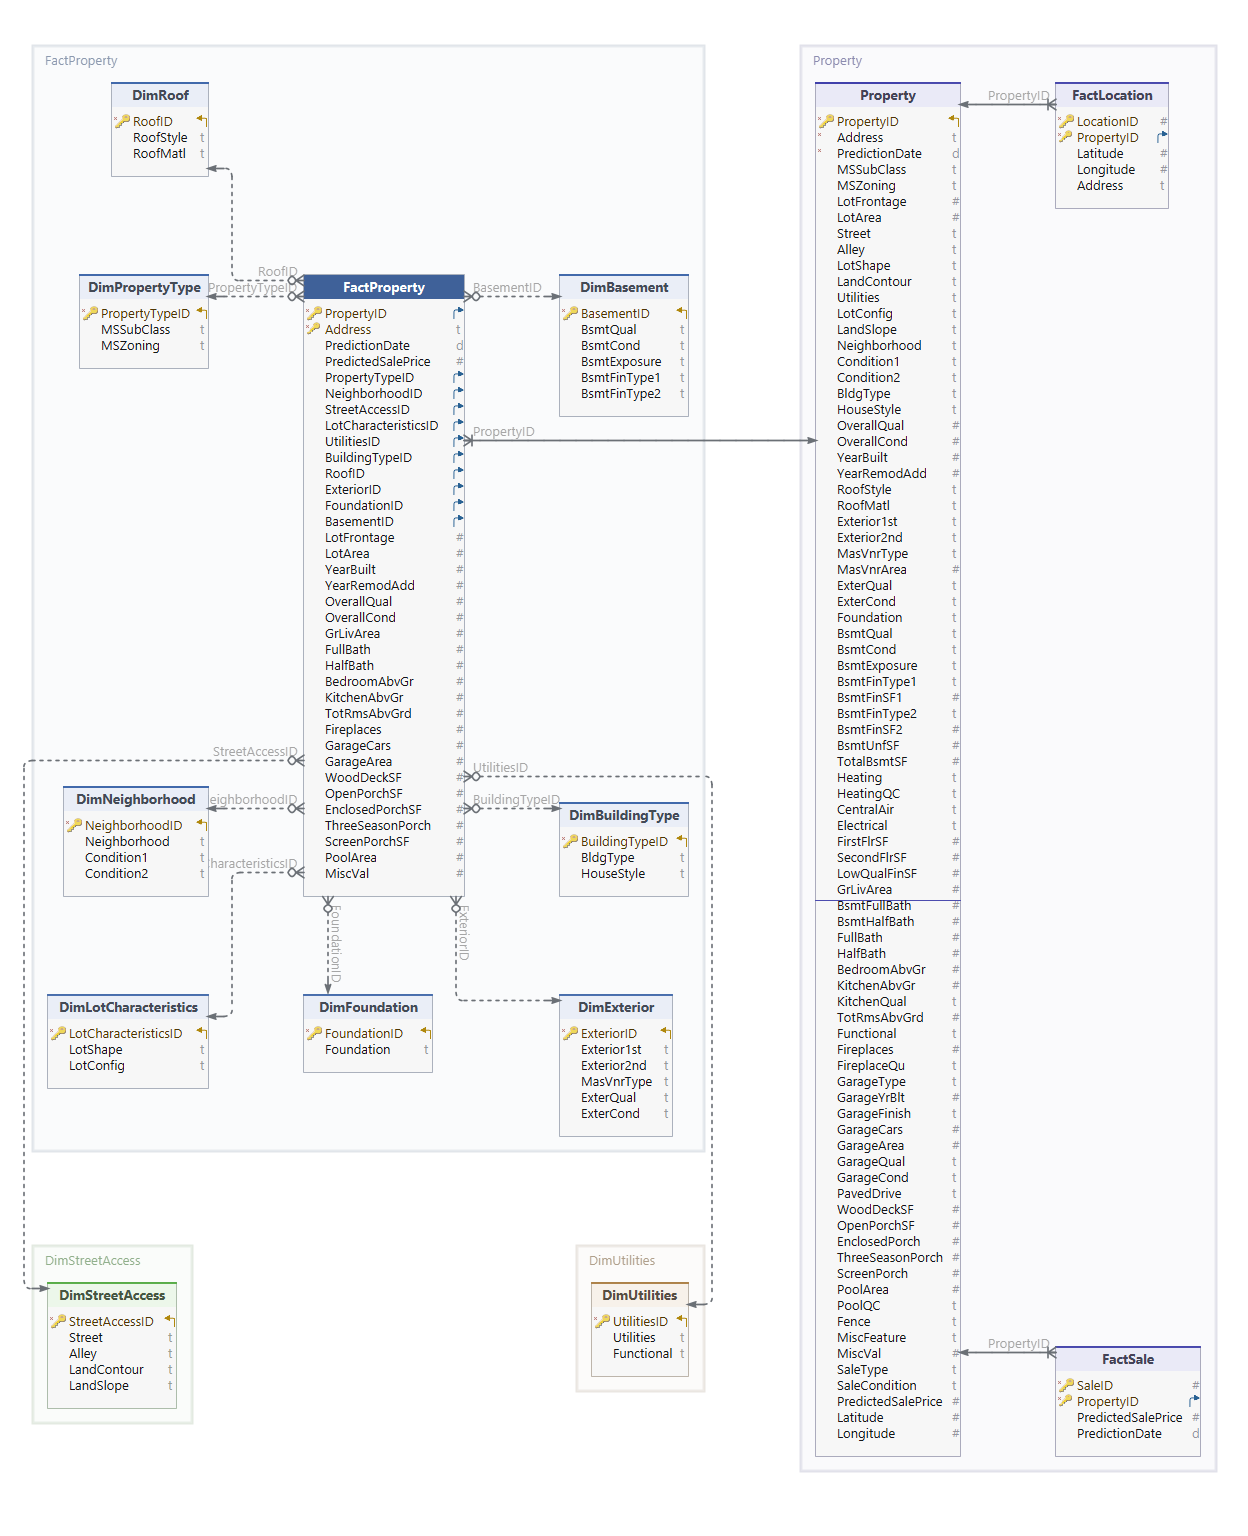 FactProperty
DimRoof
RoofID
RoofStyle t
RoofMatl t
RoofID
DimPropertyType
PropertyTypeID
MSSubClass t
MSZoning t
PropertyTypeID
FactProperty
PropertyID
Address t
PredictionDate d
PredictedSalePrice #
PropertyTypeID
NeighborhoodID
StreetAccessID
LotCharacteristicsID
UtilitiesID
BuildingTypeID
RoofID
ExteriorID
FoundationID
BasementID
LotFrontage #
LotArea #
YearBuilt #
YearRemodAdd #
OverallQual #
OverallCond #
GrLivArea #
FullBath #
HalfBath #
BedroomAbvGr #
KitchenAbvGr #
TotRmsAbvGrd #
Fireplaces #
GarageCars #
GarageArea #
WoodDeckSF #
OpenPorchSF #
EnclosedPorchSF #
ThreeSeasonPorch #
ScreenPorchSF #
PoolArea #
MiscVal #
BasementID
DimBasement
BasementID
BsmtQual t
BsmtCond t
BsmtExposure t
BsmtFinType1 t
BsmtFinType2 t
PropertyID
StreetAccessID
UtilitiesID
DimNeighborhood
NeighborhoodID
Neighborhood t
Condition1 t
Condition2 t
eighborhoodID
haracteristicsID
BuildingTypeID
DimBuildingType
BuildingTypeID
BldgType t
HouseStyle t
FoundationID
ExteriorID
DimLotCharacteristics
LotCharacteristicsID
LotShape t
LotConfig t
DimFoundation
FoundationID
Foundation t
DimExterior
ExteriorID
Exterior1st t
Exterior2nd t
MasVnrType t
ExterQual t
ExterCond t
DimStreetAccess
DimStreetAccess
StreetAccessID
Street t
Alley t
LandContour t
LandSlope t
DimUtilities
DimUtilities
UtilitiesID
Utilities t
Functional t
Property
Property
PropertyID
Address t
PredictionDate d
MSSubClass t
MSZoning t
LotFrontage #
LotArea #
Street t
Alley t
LotShape t
LandContour t
Utilities t
LotConfig t
LandSlope t
Neighborhood t
Condition1 t
Condition2 t
BldgType t
HouseStyle t
OverallQual #
OverallCond #
YearBuilt #
YearRemodAdd #
RoofStyle t
RoofMatl t
Exterior1st t
Exterior2nd t
MasVnrType t
MasVnrArea #
ExterQual t
ExterCond t
Foundation t
BsmtQual t
BsmtCond t
BsmtExposure t
BsmtFinType1 t
BsmtFinSF1 #
BsmtFinType2 t
BsmtFinSF2 #
BsmtUnfSF #
TotalBsmtSF #
Heating t
HeatingQC t
CentralAir t
Electrical t
FirstFlrSF #
SecondFlrSF #
LowQualFinSF #
GrLivArea #
BsmtFullBath #
BsmtHalfBath #
FullBath #
HalfBath #
BedroomAbvGr #
KitchenAbvGr #
KitchenQual t
TotRmsAbvGrd #
Functional t
Fireplaces #
FireplaceQu t
GarageType t
GarageYrBlt #
GarageFinish t
GarageCars #
GarageArea #
GarageQual t
GarageCond t
PavedDrive t
WoodDeckSF #
OpenPorchSF #
EnclosedPorch #
ThreeSeasonPorch #
ScreenPorch #
PoolArea #
PoolQC t
Fence t
MiscFeature t
MiscVal #
SaleType t
SaleCondition t
PredictedSalePrice #
Latitude #
Longitude #
PropertyID
FactLocation
LocationID #
PropertyID
Latitude #
Longitude #
Address t
PropertyID
FactSale
SaleID #
PropertyID
PredictedSalePrice #
PredictionDate d